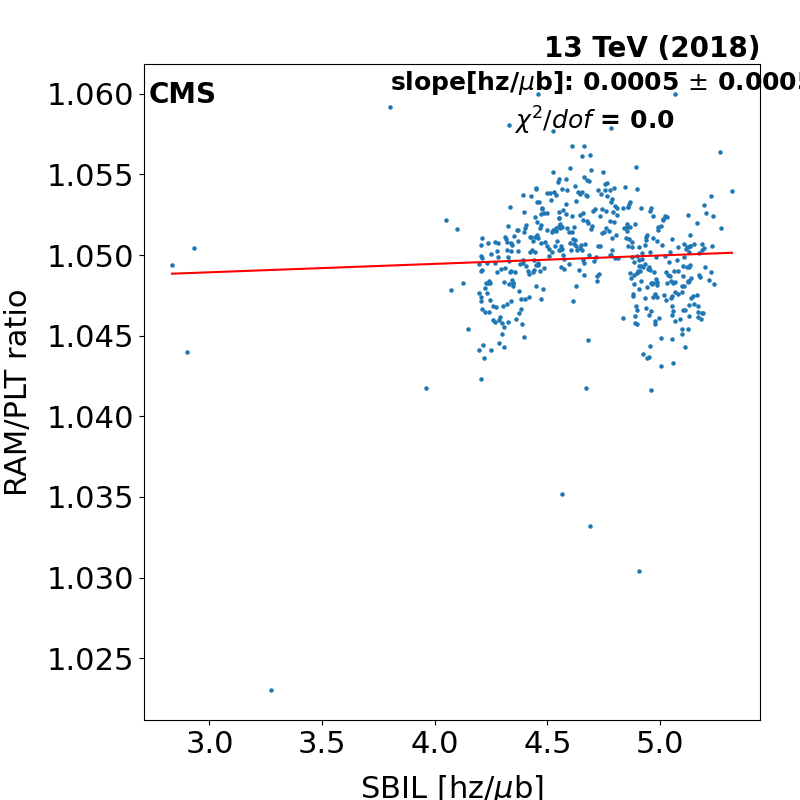 13 TeV (2018)
CMS
slope[hz/μb]: 0.0005 ± 0.0005
χ²/dof = 0.0
RAM/PLT ratio
1.060
1.055
1.050
1.045
1.040
1.035
1.030
1.025
3.0 3.5 4.0 4.5 5.0
SBIL [hz/μb]